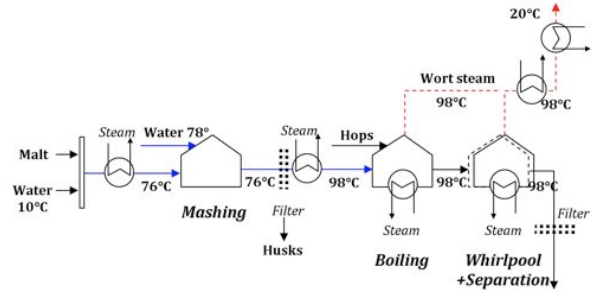 20°C
Wort steam
98°C
98°C
Steam
Water 78°
Steam
Hops
Malt
Water
10°C
76°C
76°C
98°C
98°C
98°C
Mashing
Filter
Husks
Steam
Steam
Filter
Boiling
Whirlpool
+Separation